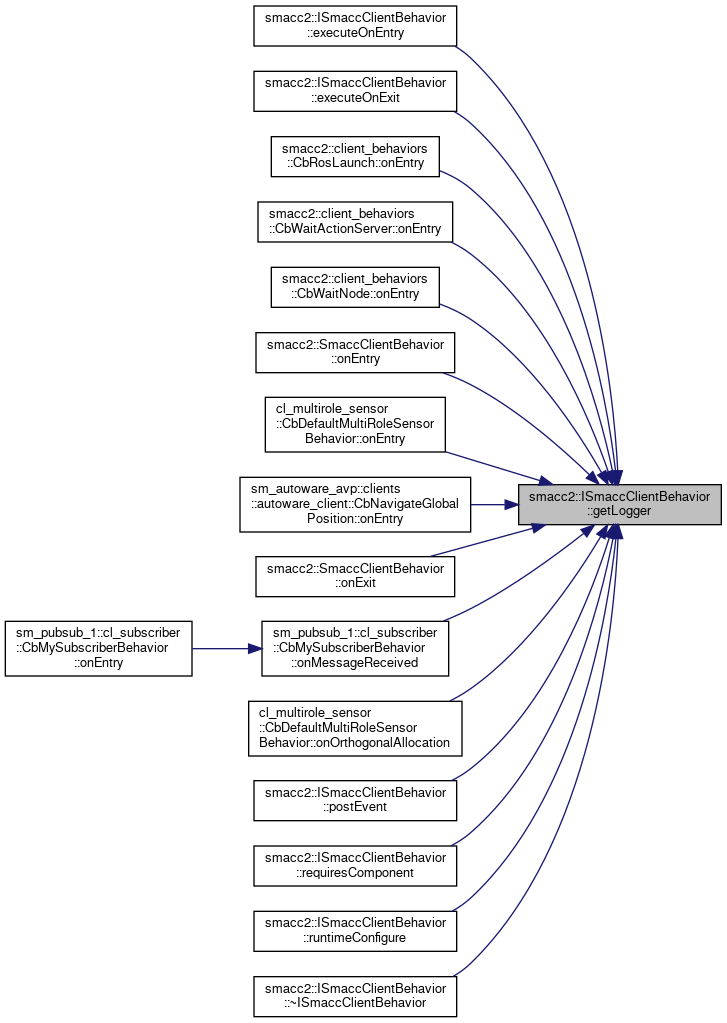 smacc2::ISmaccClientBehavior
::executeOnEntry
smacc2::ISmaccClientBehavior
::executeOnExit
smacc2::client_behaviors
::CbRosLaunch::onEntry
smacc2::client_behaviors
::CbWaitActionServer::onEntry
smacc2::client_behaviors
::CbWaitNode::onEntry
smacc2::SmaccClientBehavior
::onEntry
cl_multirole_sensor
::CbDefaultMultiRoleSensor
Behavior::onEntry
sm_autoware_avp::clients
::autoware_client::CbNavigateGlobal
Position::onEntry
smacc2::ISmaccClientBehavior
::getLogger
smacc2::SmaccClientBehavior
::onExit
sm_pubsub_1::cl_subscriber
::CbMySubscriberBehavior
::onEntry
sm_pubsub_1::cl_subscriber
::CbMySubscriberBehavior
::onMessageReceived
cl_multirole_sensor
::CbDefaultMultiRoleSensor
Behavior::onOrthogonalAllocation
smacc2::ISmaccClientBehavior
::postEvent
smacc2::ISmaccClientBehavior
::requiresComponent
smacc2::ISmaccClientBehavior
::runtimeConfigure
smacc2::ISmaccClientBehavior
::~ISmaccClientBehavior